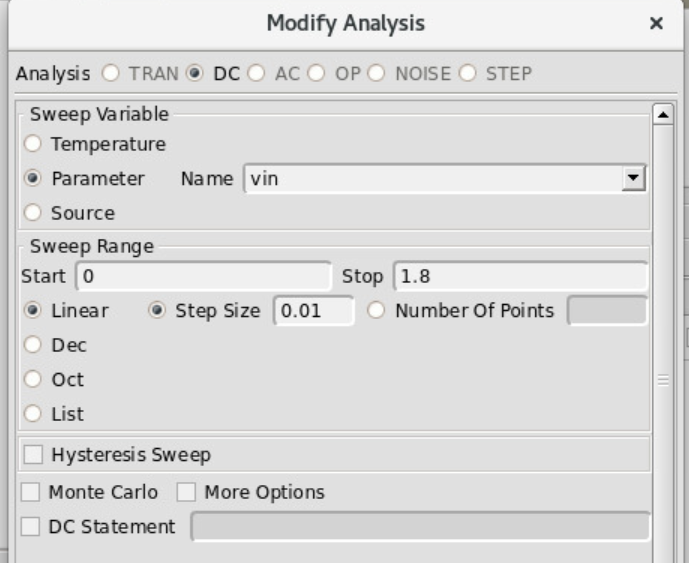 Modify Analysis
Analysis TRAN DC AC OP NOISE STEP
Sweep Variable
Temperature
Parameter Name vin
Source
Sweep Range
Start 0 Stop 1.8
Linear Step Size 0.01 Number Of Points
Dec
Oct
List
Hysteresis Sweep
Monte Carlo More Options
DC Statement